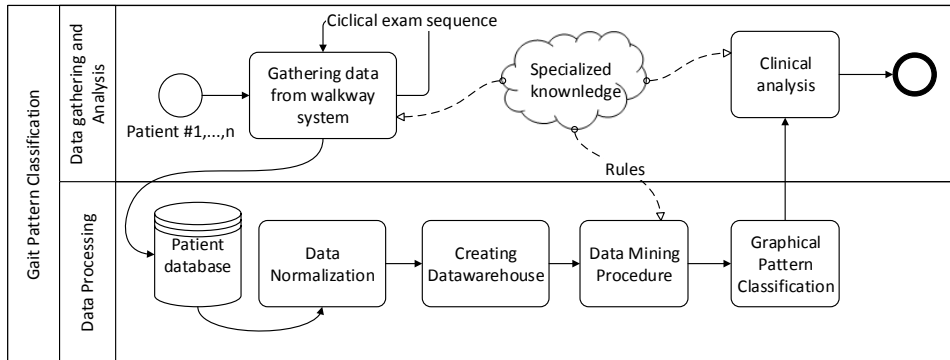 Gait Pattern Classification
Data gathering and
Analysis
Ciclical exam sequence
Gathering data
from walkway
system
Patient #1,...,n
Specialized
knownledge
Clinical
analysis
Rules
Data Processing
Patient
database
Data
Normalization
Creating
Datawarehouse
Data Mining
Procedure
Graphical
Pattern
Classification